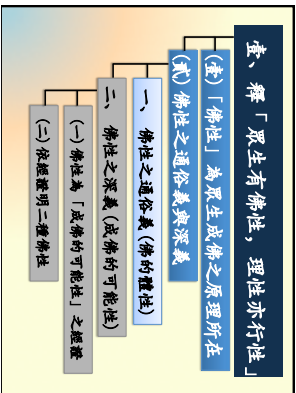 壹、釋「眾生有佛性，理性亦行性」
(壹)「佛性」為眾生成佛之原理所在
(貳) 佛性之通俗義與深義
一、佛性之通俗義(佛的體性)
二、佛性之深義(成佛的可能性)
(一) 佛性為「成佛的可能性」之經證
(二) 依經證明二種佛性